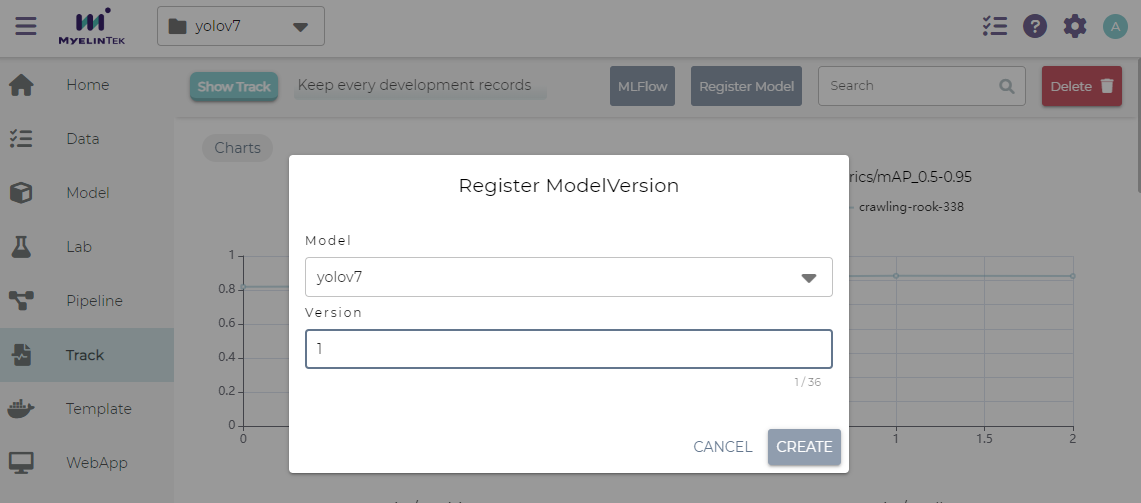 MYELINTEK
yolov7
?
A
Home
Data
Model
Lab
Pipeline
Track
Template
WebApp
Show Track
Keep every development records
MLFlow
Register Model
Search
Delete
Charts
rics/mAP_0.5-0.95
crawling-rook-338
1
0.8
0.6
0.4
0.2
0
0
1
1.5
2
Register ModelVersion
Model
yolov7
Version
1
1 / 36
CANCEL
CREATE